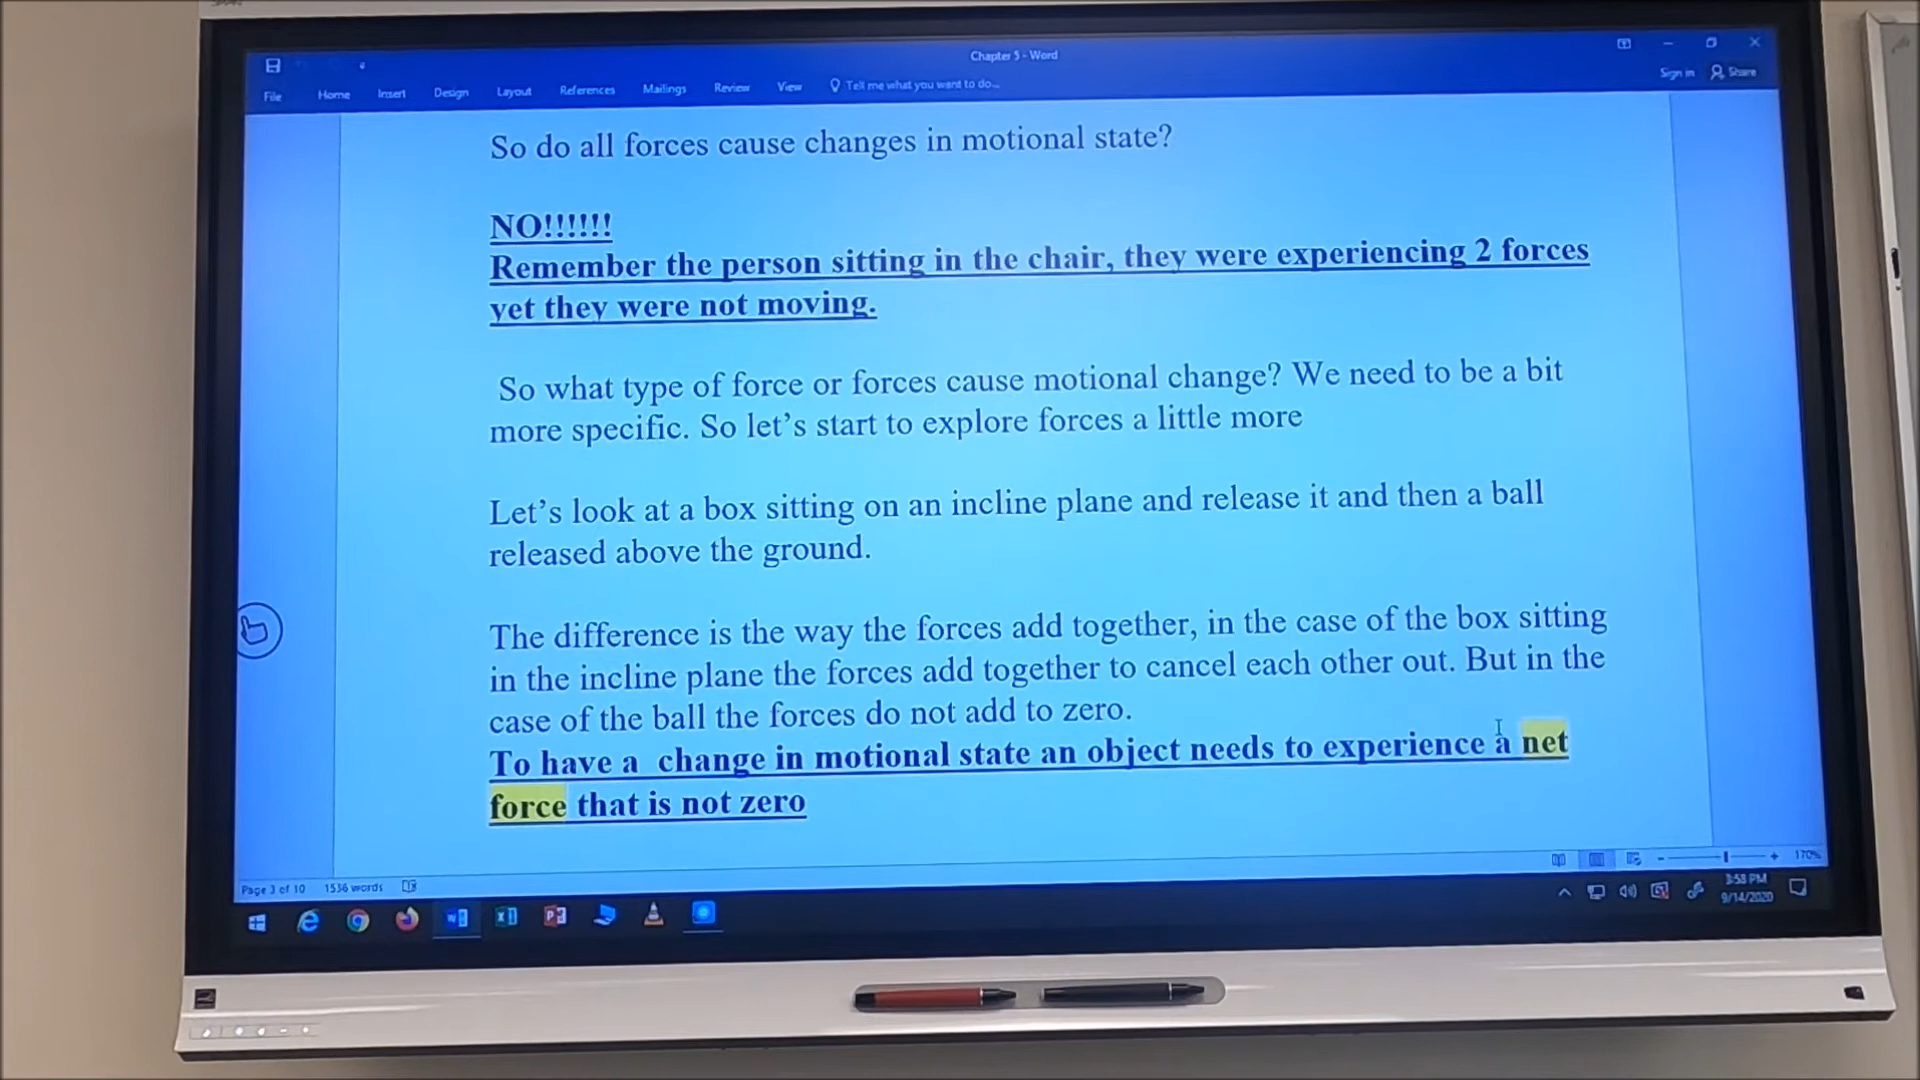 Chapter 5 - Word
Sign in Share
File Home Insert Design Layout References Mailings Review View Tell me what you want to do...
So do all forces cause changes in motional state?
NO!!!!!!
Remember the person sitting in the chair, they were experiencing 2 forces
yet they were not moving.
So what type of force or forces cause motional change? We need to be a bit
more specific. So let's start to explore forces a little more
Let's look at a box sitting on an incline plane and release it and then a ball
released above the ground.
The difference is the way the forces add together, in the case of the box sitting
in the incline plane the forces add together to cancel each other out. But in the
case of the ball the forces do not add to zero.
To have a change in motional state an object needs to experience a net
force that is not zero
Page 3 of 10 1536 words
170%
3:58 PM
9/14/2020